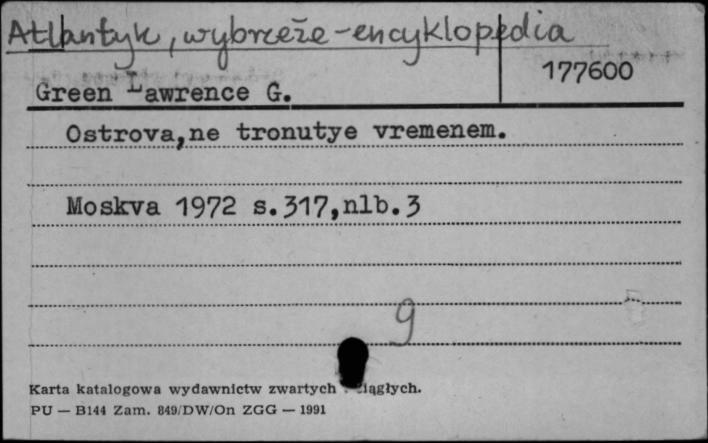 Atlantyk, wybrzeże - encyklopedia
177600
Green Lawrence G.
Ostrova,ne tronutye vremenem.
Moskva 1972 s.317,nlb.3
9
Karta katalogowa wydawnictw zwartych ciągłych.
PU — B144 Zam. 849/DW/On ZGG — 1991